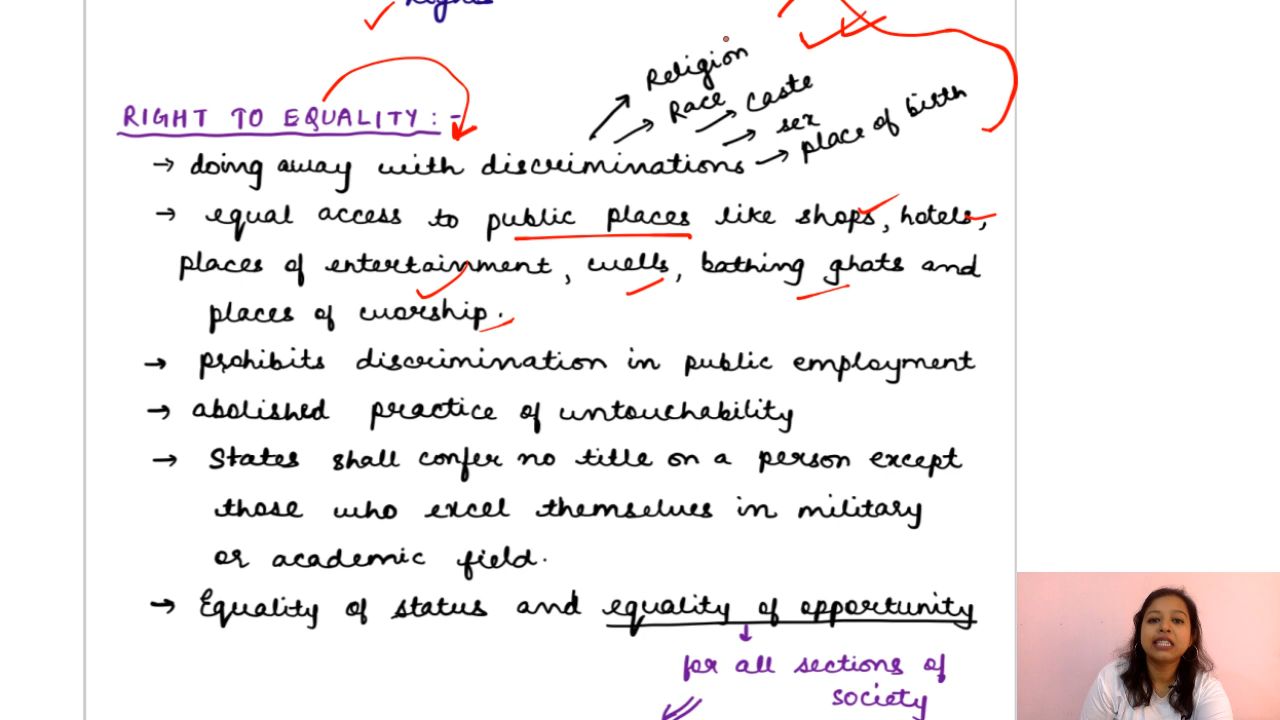 Rights
RIGHT TO EQUALITY :-
Religion
Race
Caste
sex
place of birth
→ doing away with discriminations
→ equal access to public places like shops, hotels,
places of entertainment, wells, bathing ghats and
places of worship.
→ prohibits discrimination in public employment
→ abolished practice of untouchability
→ States shall confer no title on a person except
those who excel themselves in military
or academic field.
→ Equality of status and equality of opportunity
for all sections of
society